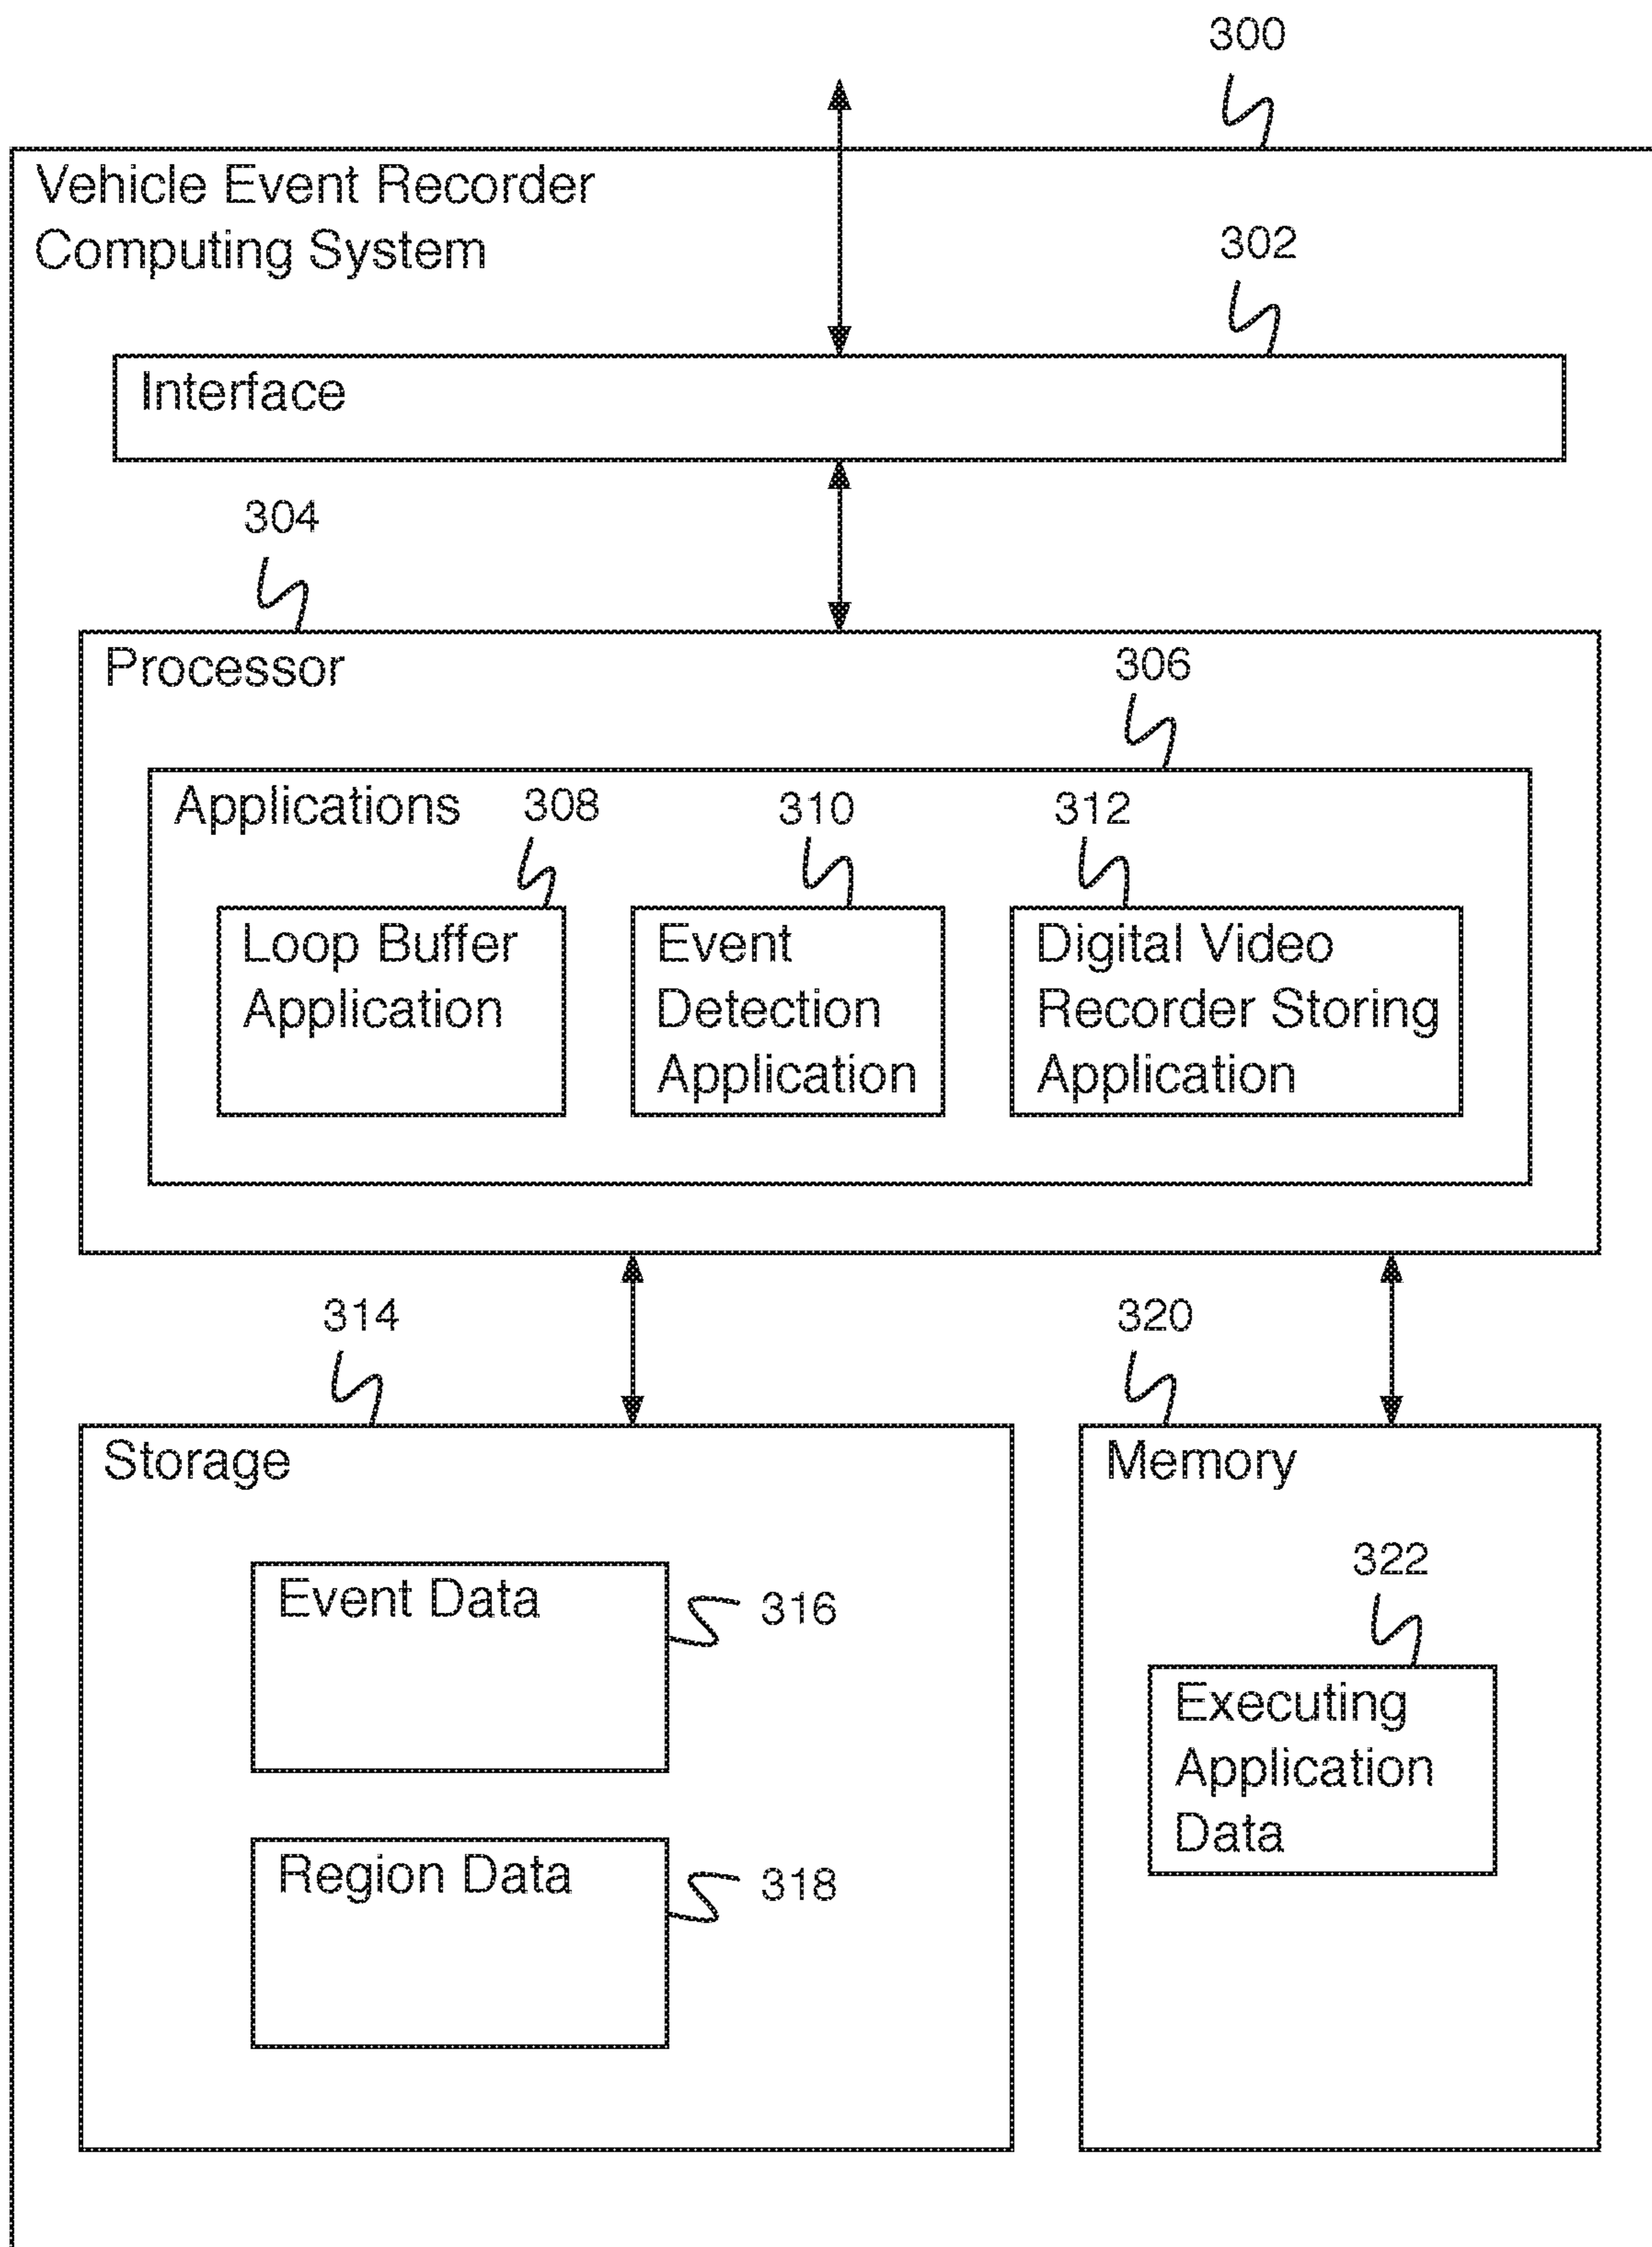 300
Vehicle Event Recorder
Computing System
302
Interface
304
Processor
306
Applications
308
310
312
Loop Buffer
Application
Event
Detection
Application
Digital Video
Recorder Storing
Application
314
320
Storage
Memory
Event Data
316
322
Executing
Application
Data
Region Data
318